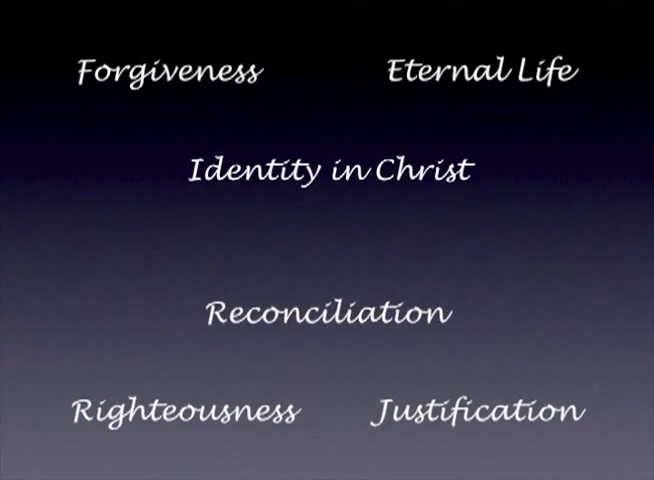 Forgiveness
Eternal Life
Identity in Christ
Reconciliation
Righteousness
Justification